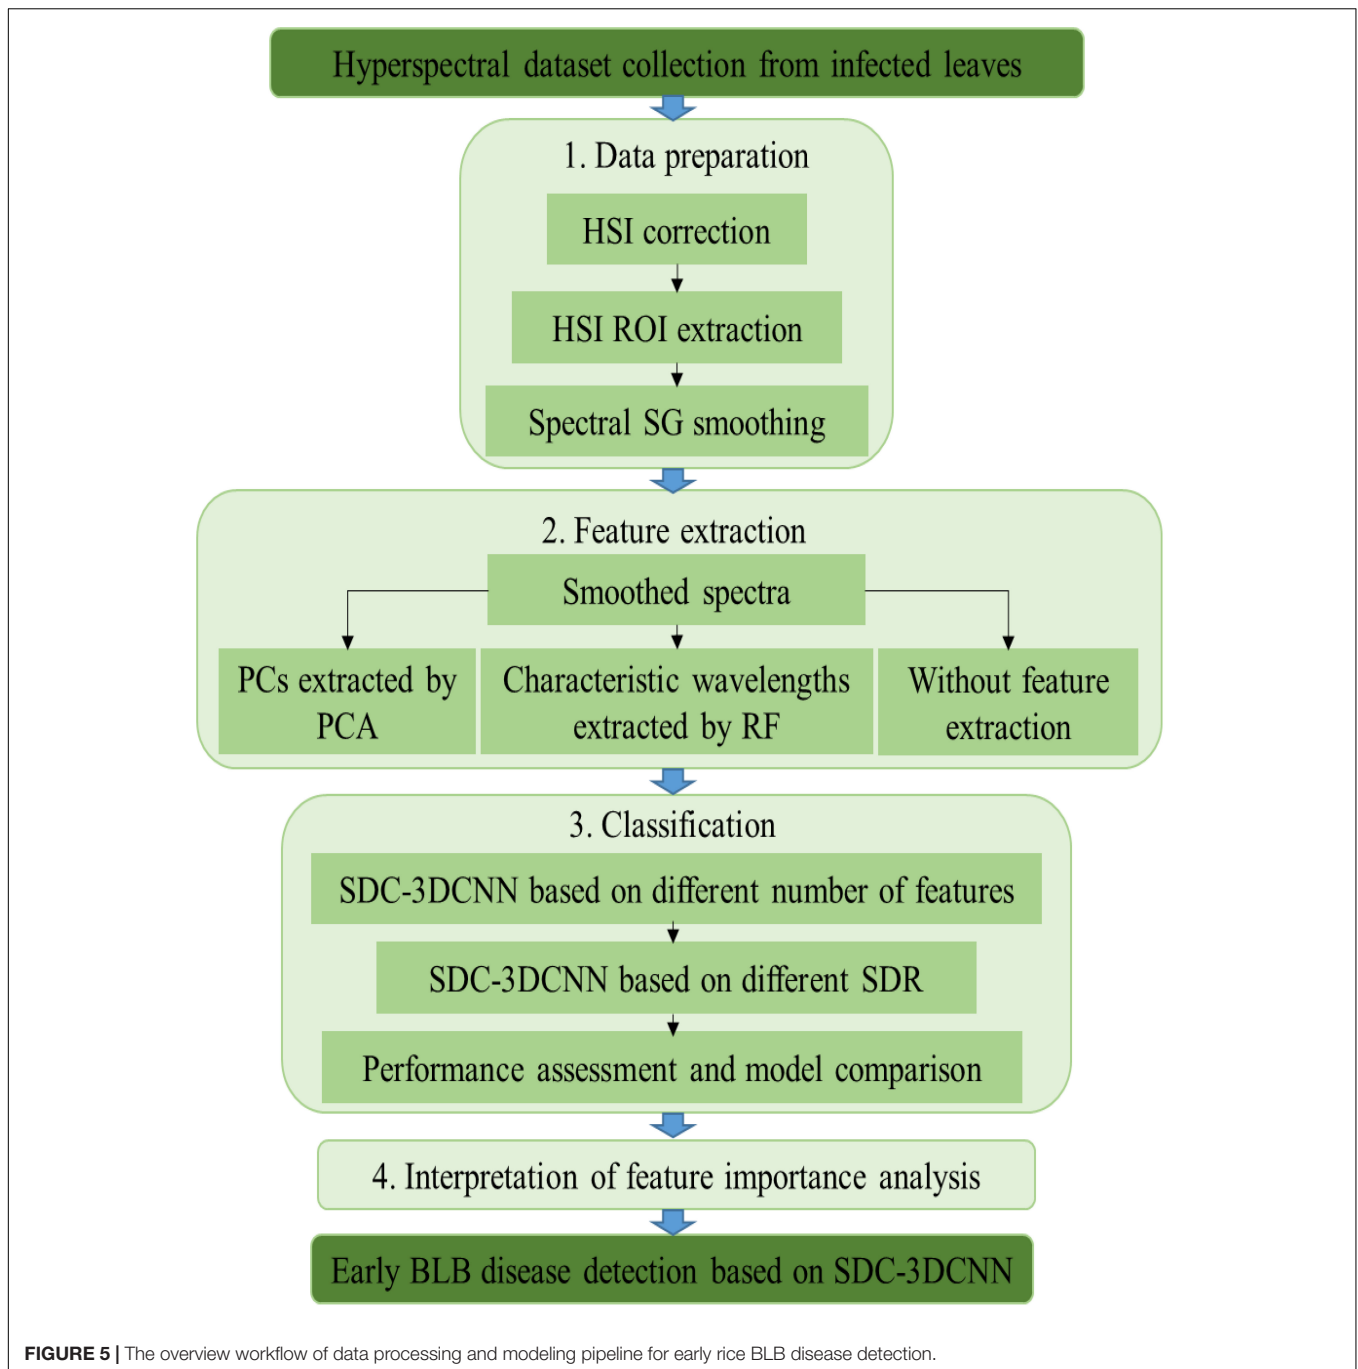 Hyperspectral dataset collection from infected leaves
1. Data preparation
HSI correction
HSI ROI extraction
Spectral SG smoothing
2. Feature extraction
Smoothed spectra
PCs extracted by
PCA
Characteristic wavelengths
extracted by RF
Without feature
extraction
3. Classification
SDC-3DCNN based on different number of features
SDC-3DCNN based on different SDR
Performance assessment and model comparison
4. Interpretation of feature importance analysis
Early BLB disease detection based on SDC-3DCNN
FIGURE 5 | The overview workflow of data processing and modeling pipeline for early rice BLB disease detection.